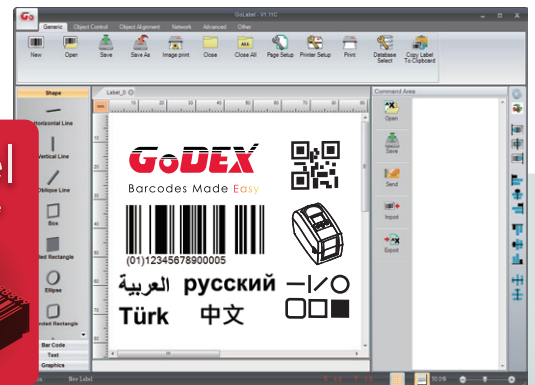 GoLabel - V1.11C
Go
Generic Object Control Object Alignment Network Advanced Other
New Open Save Save As Image print Close Close All Page Setup Printer Setup Print Database Select Copy Label To Clipboard
ALL
Shape
Label_0
Command Area
Horizontal Line
Vertical Line
Oblique Line
Box
Rectangle
Ellipse
Rectangle
Bar Code
Text
Graphics
GoDEX
Barcodes Made Easy
(01)12345678900005
العربية русский
Türk 中文
Open
Save
Send
Import
Export
New Label